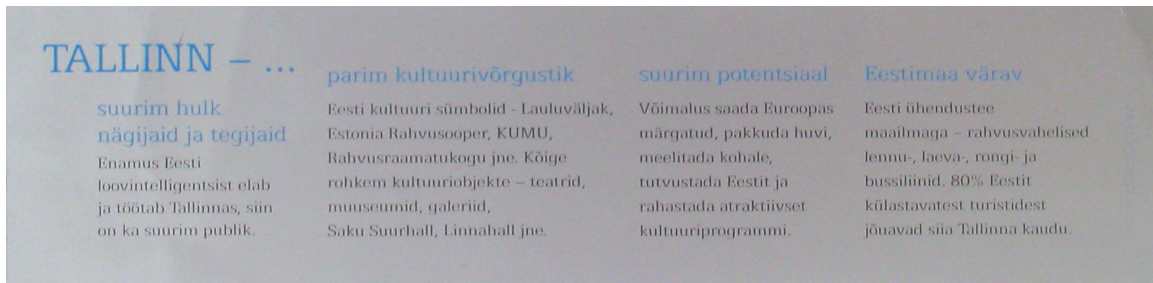 TALLINN – ...
suurim hulk
nägijaid ja tegijaid
Enamus Eesti
loovintelligentsist elab
ja töötab Tallinnas, siin
on ka suurim publik.
parim kultuurivõrgustik
Eesti kultuuri sümbolid - Lauluväljak,
Estonia Rahvusooper, KUMU,
Rahvusraamatukogu jne. Kõige
rohkem kultuuriobjekte – teatrid,
muuseumid, galeriid,
Saku Suurhall, Linnahall jne.
suurim potentsiaal
Võimalus saada Euroopas
märgatud, pakkuda huvi,
meelitada kohale,
tutvustada Eestit ja
rahastada atraktiivset
kultuuriprogrammi.
Eestimaa värav
Eesti ühendustee
maailmaga – rahvusvahelised
lennu-, laeva-, rongi- ja
bussiliinid. 80% Eestit
külastavatest turistidest
jõuavad siia Tallinna kaudu.